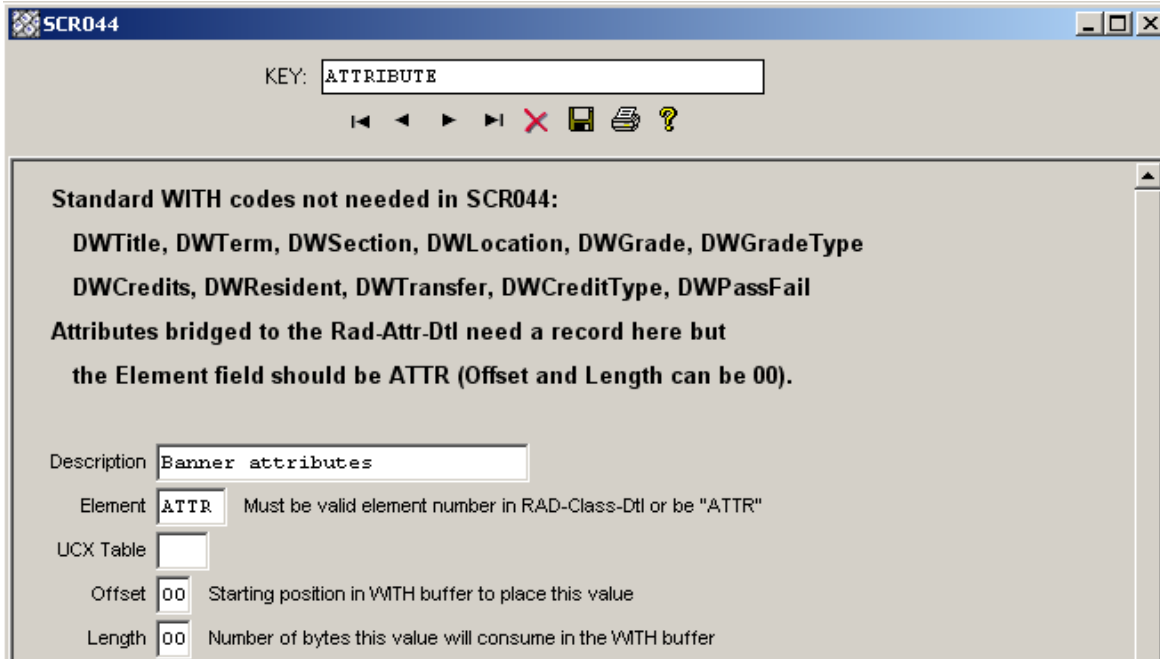 SCR044
KEY: ATTRIBUTE
Standard WITH codes not needed in SCR044:
DWTitle, DWTerm, DWSection, DWLocation, DWGrade, DWGradeType
DWCredits, DWResident, DWTransfer, DWCreditType, DWPassFail
Attributes bridged to the Rad-Attr-Dtl need a record here but
the Element field should be ATTR (Offset and Length can be 00).
Description Banner attributes
Element ATTR Must be valid element number in RAD-Class-Dtl or be "ATTR"
UCX Table
Offset 00 Starting position in WITH buffer to place this value
Length 00 Number of bytes this value will consume in the WITH buffer